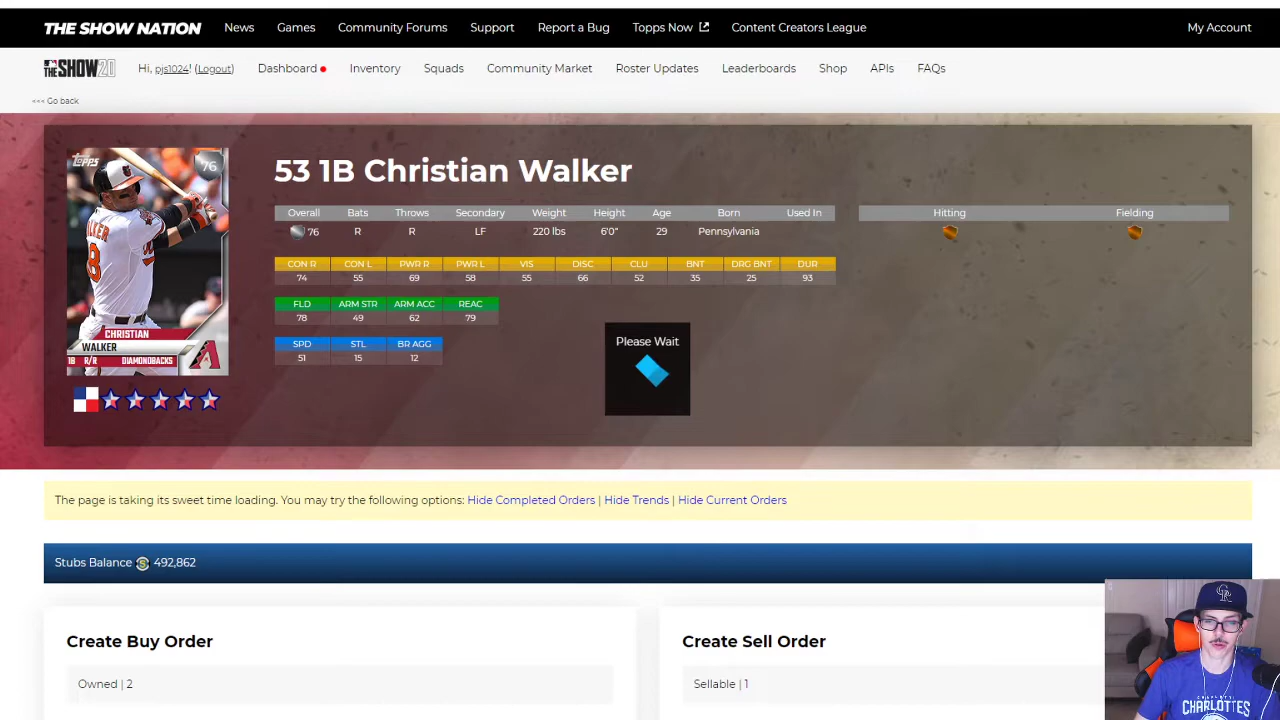 THE SHOW NATION News Games Community Forums Support Report a Bug Topps Now Content Creators League My Account
THE SHOW20 Hi, pjs1024! (Logout) Dashboard Inventory Squads Community Market Roster Updates Leaderboards Shop APIs FAQs
<<< Go back
53 1B Christian Walker
Topps 76
Overall Bats Throws Secondary Weight Height Age Born Used In Hitting Fielding
76 R R LF 220 lbs 6'0" 29 Pennsylvania
CON R CON L PWR R PWR L VIS DISC CLU BNT DRG BNT DUR
74 55 69 58 55 66 52 35 25 93
FLD ARM STR ARM ACC REAC
78 49 62 79
SPD STL BR AGG
51 15 12
Please Wait
CHRISTIAN
WALKER
1B R/R DIAMONDBACKS
The page is taking its sweet time loading. You may try the following options: Hide Completed Orders | Hide Trends | Hide Current Orders
Stubs Balance 492,862
Create Buy Order
Owned | 2
Create Sell Order
Sellable | 1
CR
CHARLOTTES